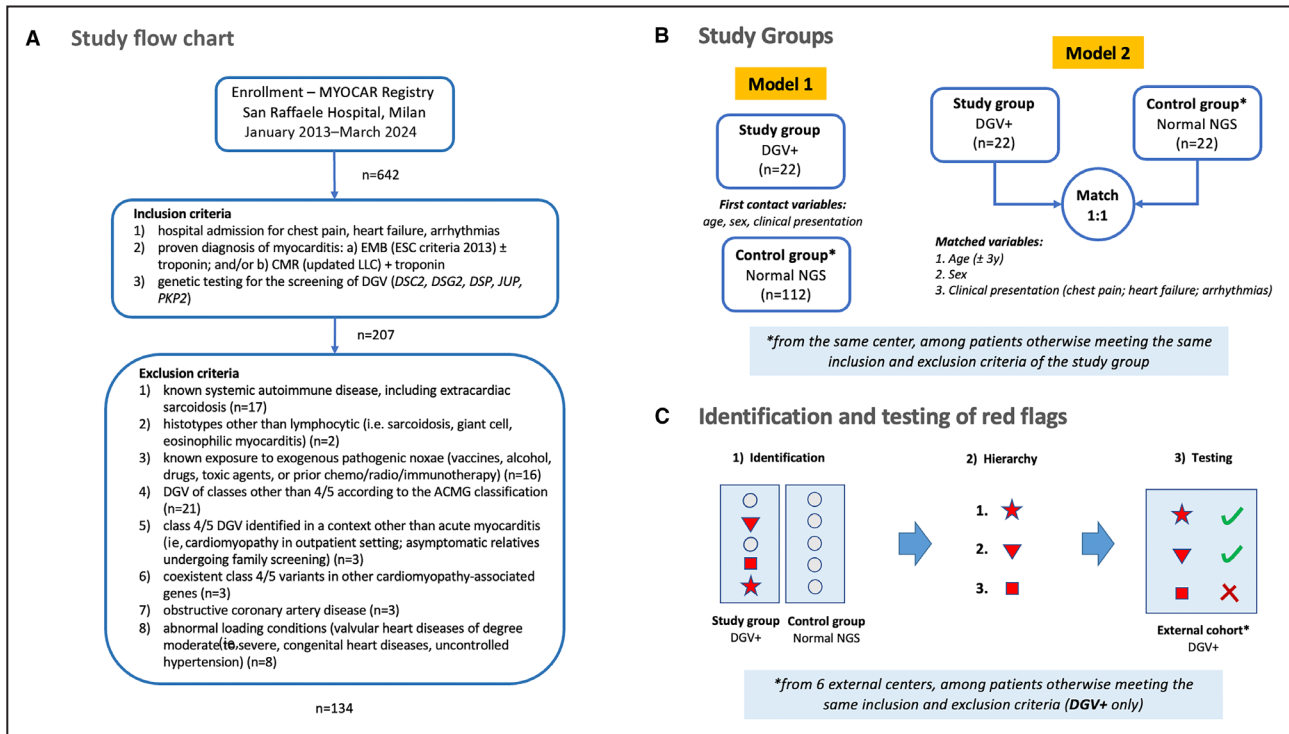 A Study flow chart
Enrollment – MYOCAR Registry
San Raffaele Hospital, Milan
January 2013–March 2024
n=642
Inclusion criteria
1) hospital admission for chest pain, heart failure, arrhythmias
2) proven diagnosis of myocarditis: a) EMB (ESC criteria 2013) ±
troponin; and/or b) CMR (updated LLC) + troponin
3) genetic testing for the screening of DGV (DSC2, DSG2, DSP, JUP,
PKP2)
n=207
Exclusion criteria
1) known systemic autoimmune disease, including extracardiac
sarcoidosis (n=17)
2) histotypes other than lymphocytic (i.e. sarcoidosis, giant cell,
eosinophilic myocarditis) (n=2)
3) known exposure to exogenous pathogenic noxae (vaccines, alcohol,
drugs, toxic agents, or prior chemo/radio/immunotherapy) (n=16)
4) DGV of classes other than 4/5 according to the ACMG classification
(n=21)
5) class 4/5 DGV identified in a context other than acute myocarditis
(ie, cardiomyopathy in outpatient setting; asymptomatic relatives
undergoing family screening) (n=3)
6) coexistent class 4/5 variants in other cardiomyopathy-associated
genes (n=3)
7) obstructive coronary artery disease (n=3)
8) abnormal loading conditions (valvular heart diseases of degree
moderate to severe, congenital heart diseases, uncontrolled
(ie,
hypertension) (n=8)
n=134
B Study Groups
Model 1
Study group
DGV+
(n=22)
First contact variables:
age, sex, clinical presentation
Control group*
Normal NGS
(n=112)
Model 2
Study group
DGV+
(n=22)
Control group*
Normal NGS
(n=22)
Match
1:1
Matched variables:
1. Age (± 3y)
2. Sex
3. Clinical presentation (chest pain; heart failure; arrhythmias)
*from the same center, among patients otherwise meeting the same
inclusion and exclusion criteria of the study group
C Identification and testing of red flags
1) Identification
2) Hierarchy
3) Testing
1.
2.
3.
Study group
DGV+
Control group
Normal NGS
External cohort*
DGV+
*from 6 external centers, among patients otherwise meeting the
same inclusion and exclusion criteria (DGV+ only)